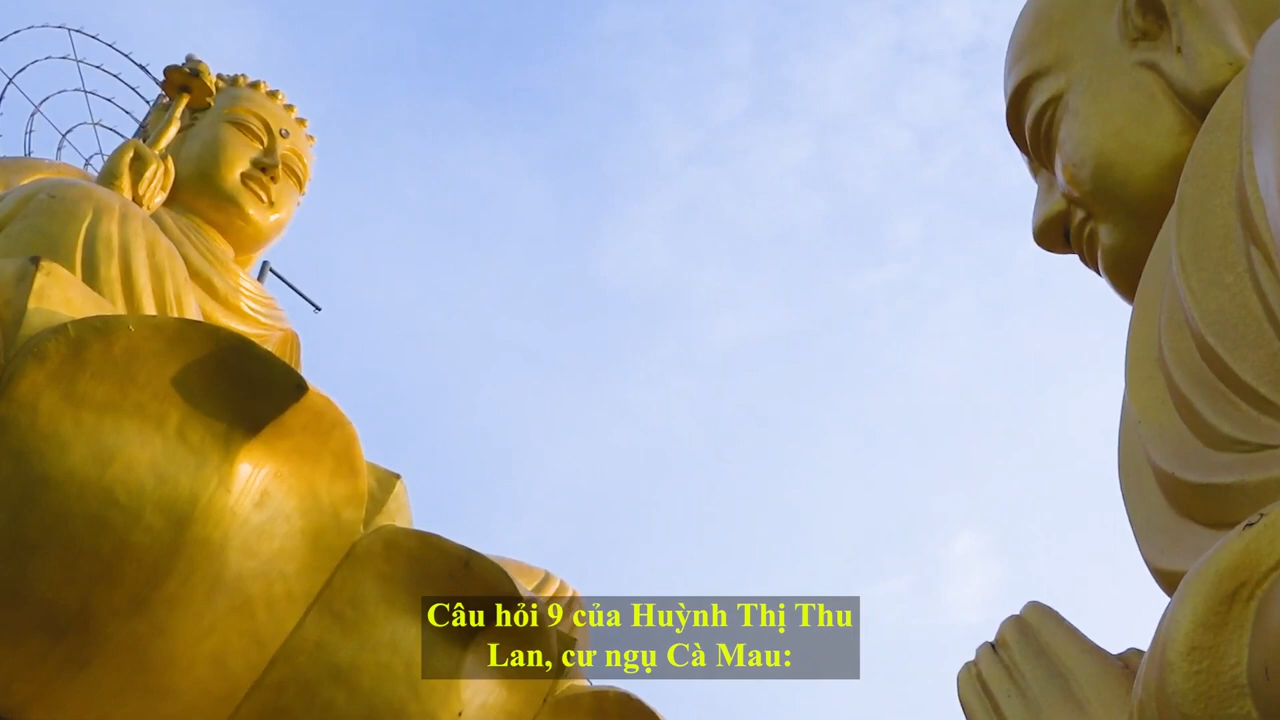 Câu hỏi 9 của Huỳnh Thị Thu
Lan, cư ngụ Cà Mau: